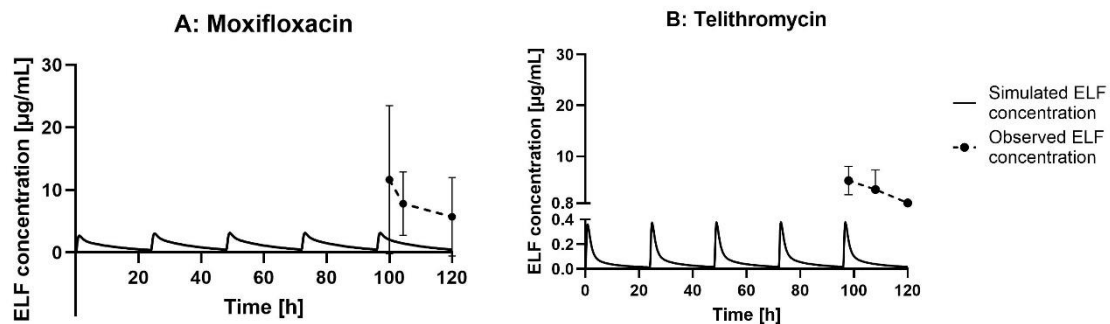 A: Moxifloxacin
ELF concentration [µg/mL]
30
20
10
0
0 20 40 60 80 100 120
Time [h]
B: Telithromycin
ELF concentration [µg/mL]
30
20
10
0.8
0.4
0.2
0.0
0 20 40 60 80 100 120
Time [h]
Simulated ELF
concentration
Observed ELF
concentration